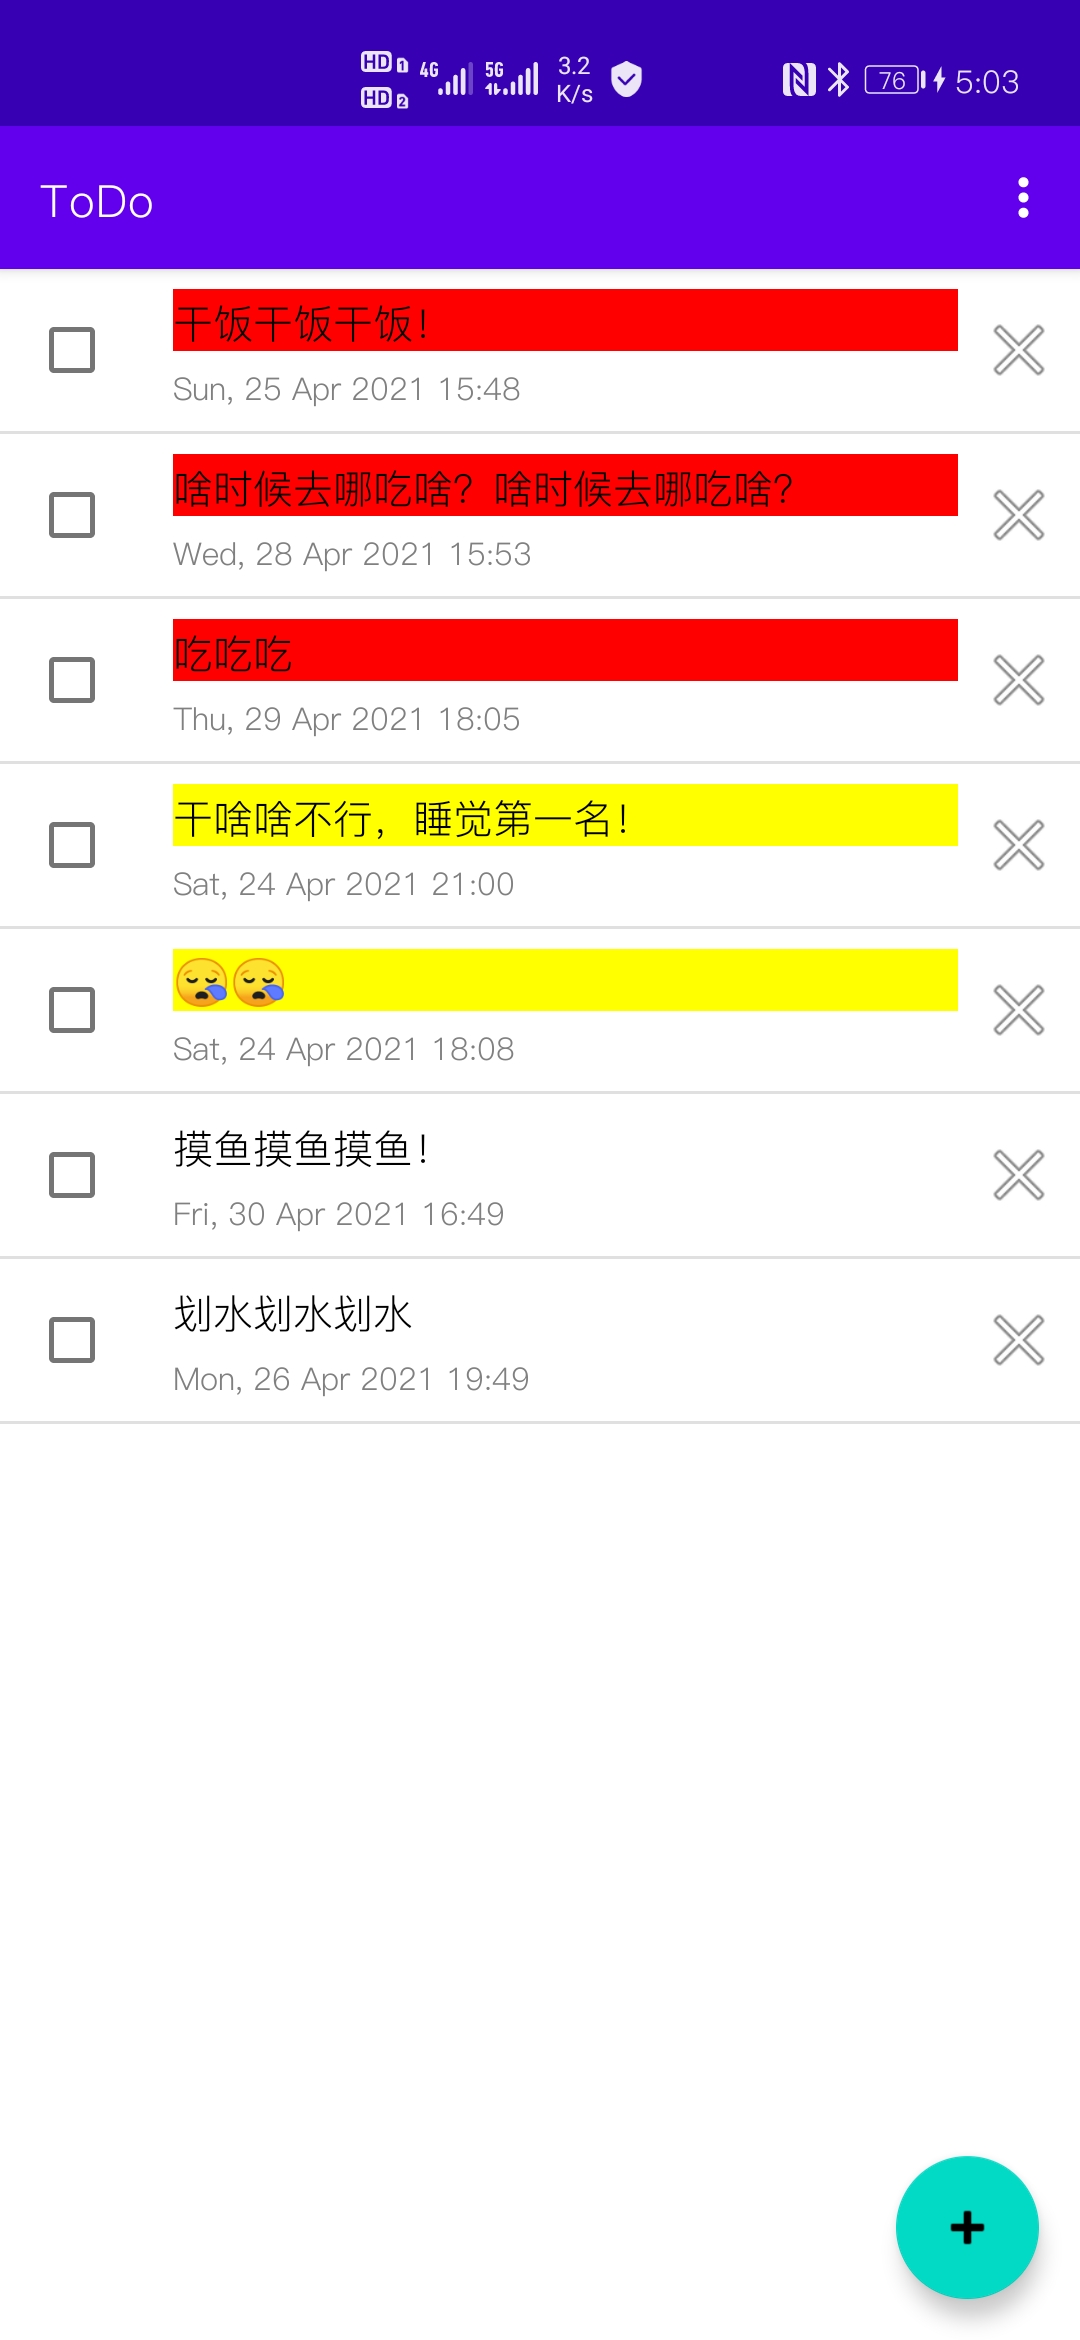 HD 1 4G 5G 3.2 76 5:03
HD 2 K/s
ToDo
干饭干饭干饭！
Sun, 25 Apr 2021 15:48
啥时候去哪吃啥？啥时候去哪吃啥？
Wed, 28 Apr 2021 15:53
吃吃吃
Thu, 29 Apr 2021 18:05
干啥啥不行，睡觉第一名！
Sat, 24 Apr 2021 21:00
😪😪
Sat, 24 Apr 2021 18:08
摸鱼摸鱼摸鱼！
Fri, 30 Apr 2021 16:49
划水划水划水
Mon, 26 Apr 2021 19:49